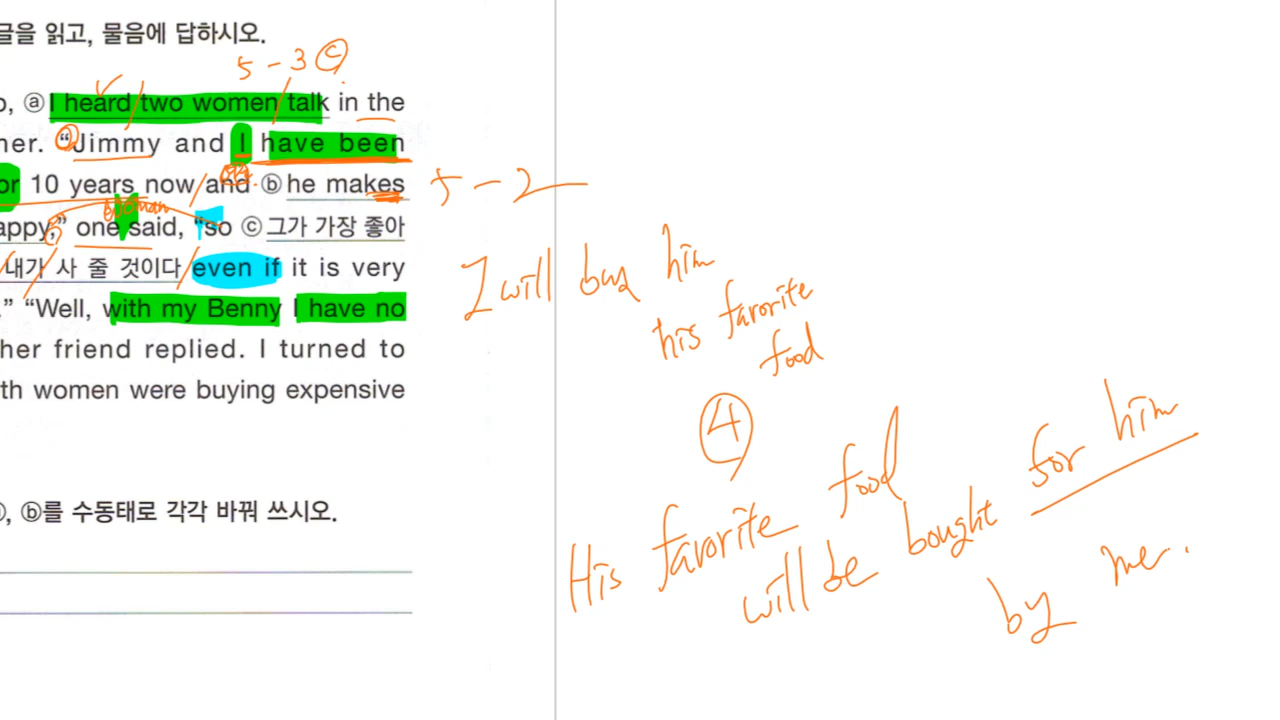 글을 읽고, 물음에 답하시오.
5 - 3 ⓒ
ⓐ I heard two women talk in the
her. "Jimmy and I have been
or 10 years now and ⓑ he makes
5 - 2
appy," one said, "so ⓒ 그가 가장 좋아
내가 사 줄 것이다 even if it is very
" "Well, with my Benny I have no
her friend replied. I turned to
th women were buying expensive
I will buy him
his favorite
food
④
His favorite food
will be bought for him
by me.
ⓑ를 수동태로 각각 바꿔 쓰시오.